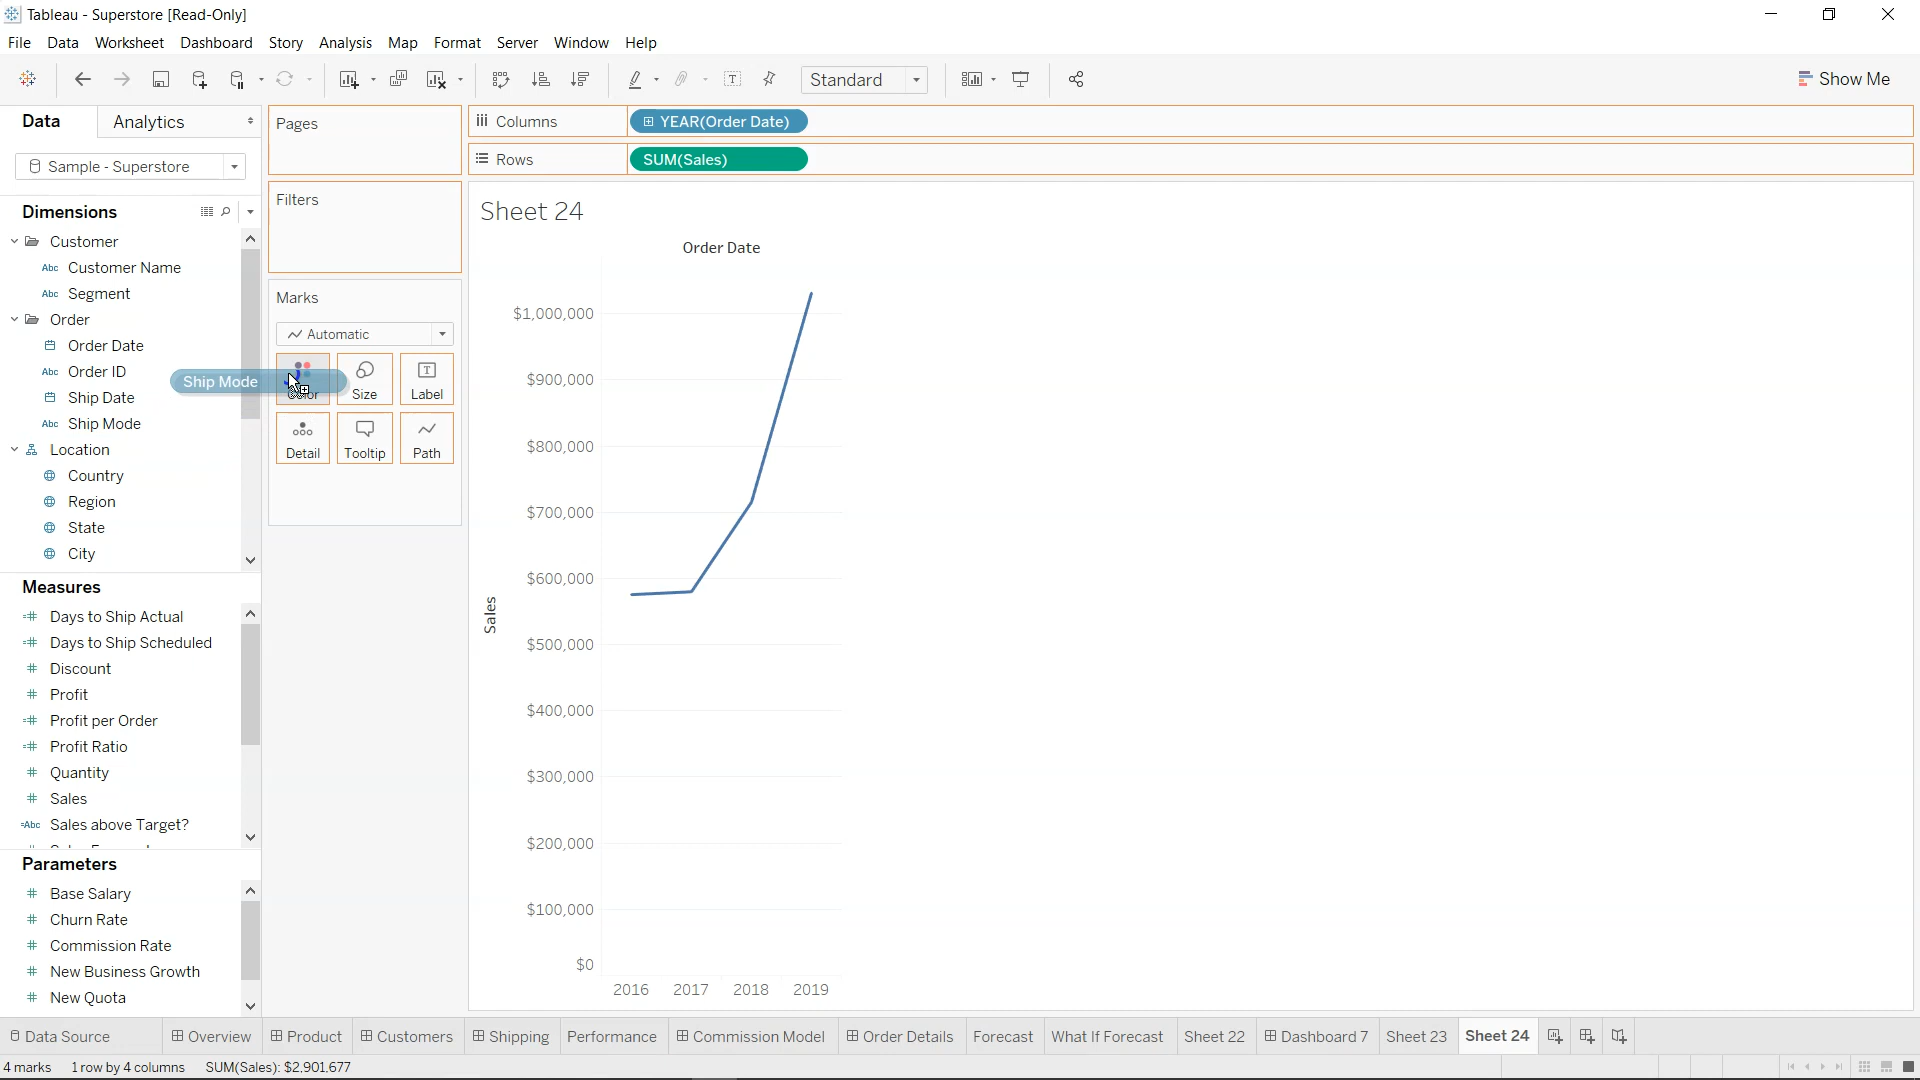 Tableau - Superstore [Read-Only]
File Data Worksheet Dashboard Story Analysis Map Format Server Window Help
Standard
Show Me
Data Analytics
Sample - Superstore
Dimensions
Customer
Abc Customer Name
Abc Segment
Order
Order Date
Abc Order ID
Ship Date
Abc Ship Mode
Location
Country
Region
State
City
Measures
=# Days to Ship Actual
=# Days to Ship Scheduled
# Discount
# Profit
=# Profit per Order
=# Profit Ratio
# Quantity
# Sales
=Abc Sales above Target?
Parameters
# Base Salary
# Churn Rate
# Commission Rate
# New Business Growth
# New Quota
Pages
Filters
Marks
Automatic
Ship Mode
Size
Label
Detail
Tooltip
Path
Columns
YEAR(Order Date)
Rows
SUM(Sales)
Sheet 24
Order Date
Sales
$1,000,000
$900,000
$800,000
$700,000
$600,000
$500,000
$400,000
$300,000
$200,000
$100,000
$0
2016 2017 2018 2019
Data Source Overview Product Customers Shipping Performance Commission Model Order Details Forecast What If Forecast Sheet 22 Dashboard 7 Sheet 23 Sheet 24
4 marks 1 row by 4 columns SUM(Sales): $2,901,677